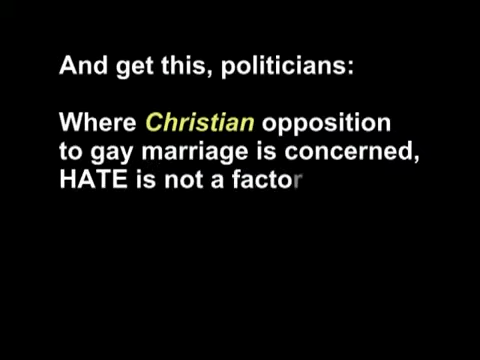 And get this, politicians:
Where Christian opposition
to gay marriage is concerned,
HATE is not a factor